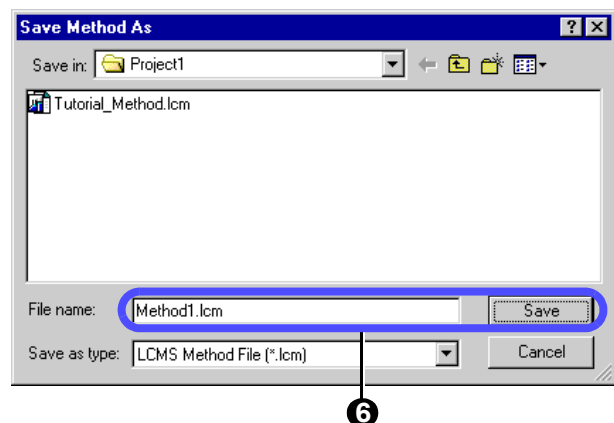 Save Method As
Save in: Project1
Tutorial_Method.lcm
File name: Method1.lcm Save
Save as type: LCMS Method File (*.lcm) Cancel
6